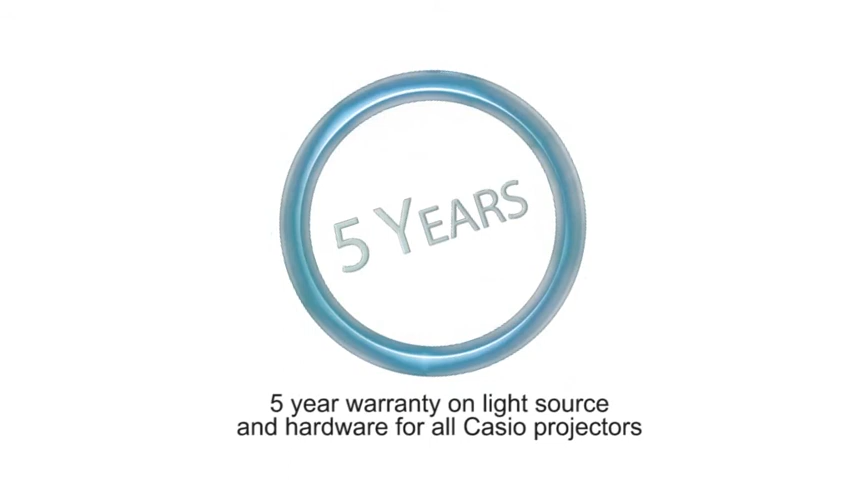 5 YEARS
5 year warranty on light source
and hardware for all Casio projectors